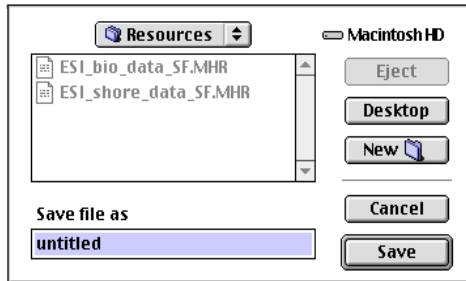 Resources
Macintosh HD
ESI_bio_data_SF.MHR
ESI_shore_data_SF.MHR
Eject
Desktop
New
Save file as
untitled
Cancel
Save